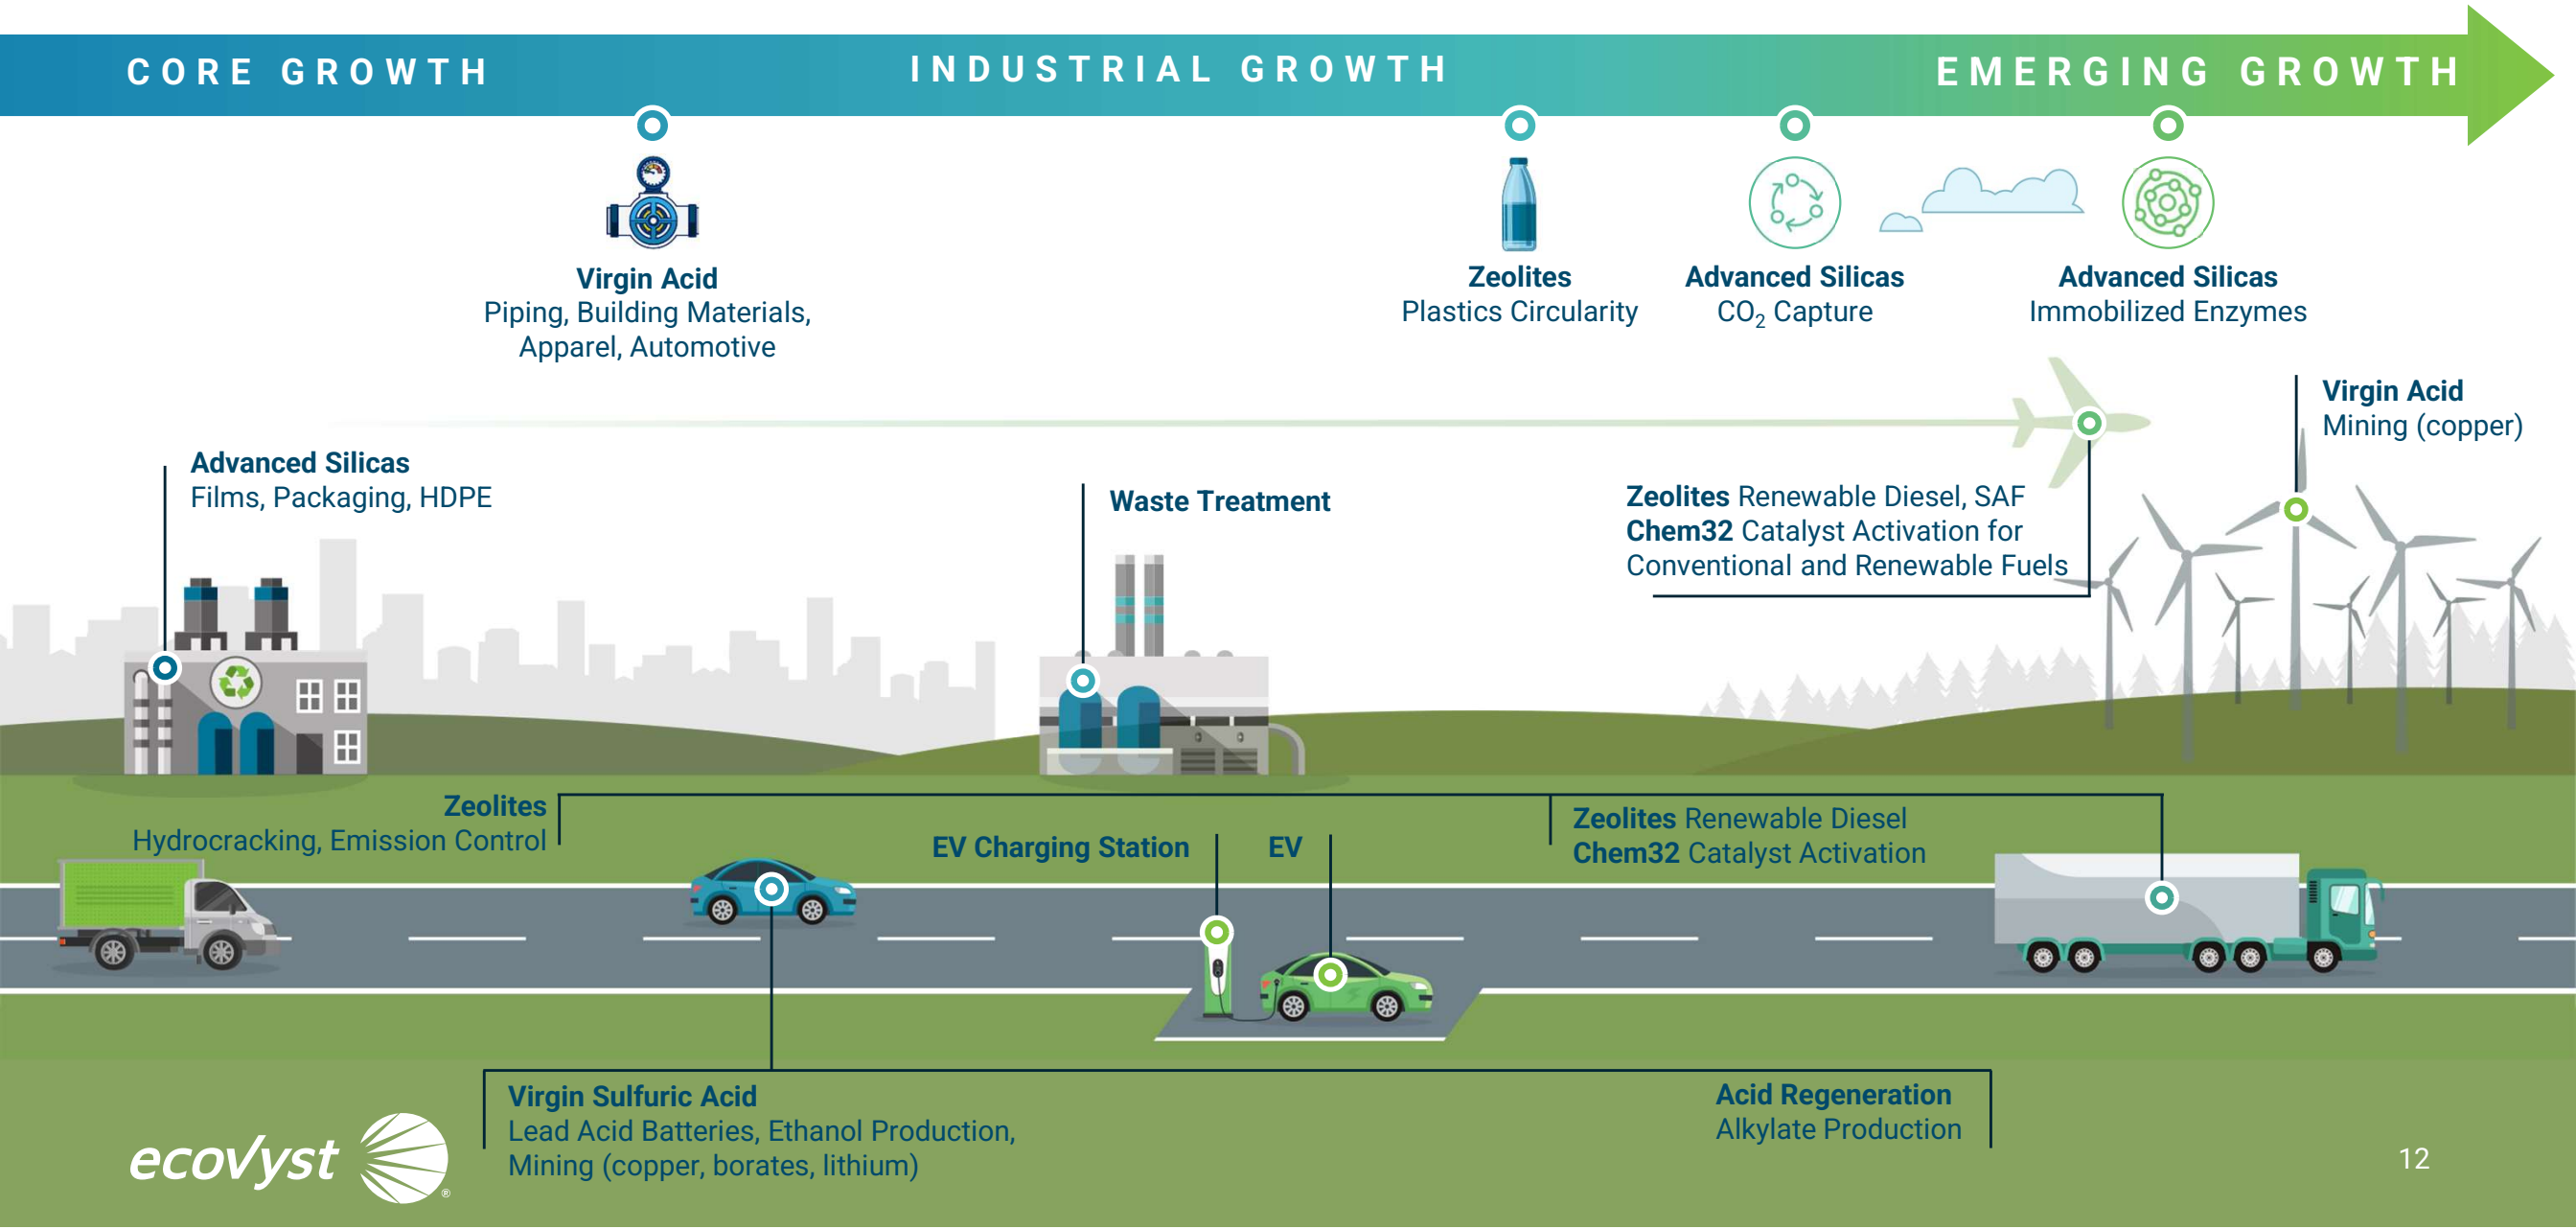 CORE GROWTH
INDUSTRIAL GROWTH
EMERGING GROWTH
Virgin Acid
Piping, Building Materials,
Apparel, Automotive
Zeolites
Plastics Circularity
Advanced Silicas
CO₂ Capture
Advanced Silicas
Immobilized Enzymes
Virgin Acid
Mining (copper)
Advanced Silicas
Films, Packaging, HDPE
Waste Treatment
Zeolites Renewable Diesel, SAF
Chem32 Catalyst Activation for
Conventional and Renewable Fuels
Zeolites
Hydrocracking, Emission Control
EV Charging Station
EV
Zeolites Renewable Diesel
Chem32 Catalyst Activation
Virgin Sulfuric Acid
Lead Acid Batteries, Ethanol Production,
Mining (copper, borates, lithium)
Acid Regeneration
Alkylate Production
ecovyst ®
12